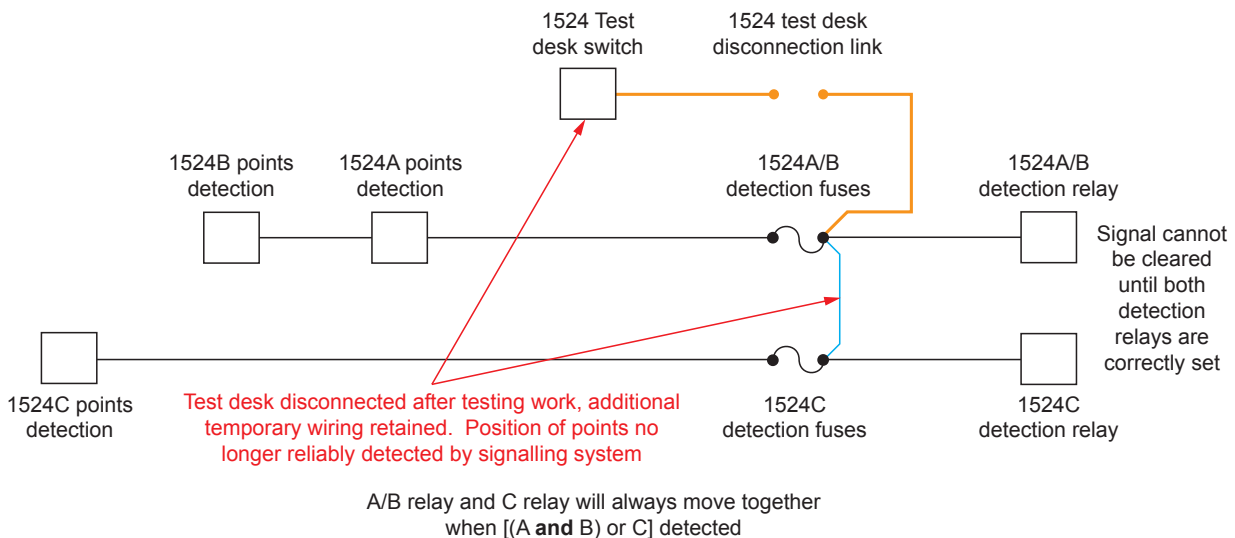 1524 Test
desk switch
1524 test desk
disconnection link
1524B points
detection
1524A points
detection
1524A/B
detection fuses
1524A/B
detection relay
Signal cannot
be cleared
until both
detection
relays are
correctly set
1524C points
detection
Test desk disconnected after testing work, additional
temporary wiring retained.  Position of points no
longer reliably detected by signalling system
1524C
detection fuses
1524C
detection relay
A/B relay and C relay will always move together
when [(A and B) or C] detected